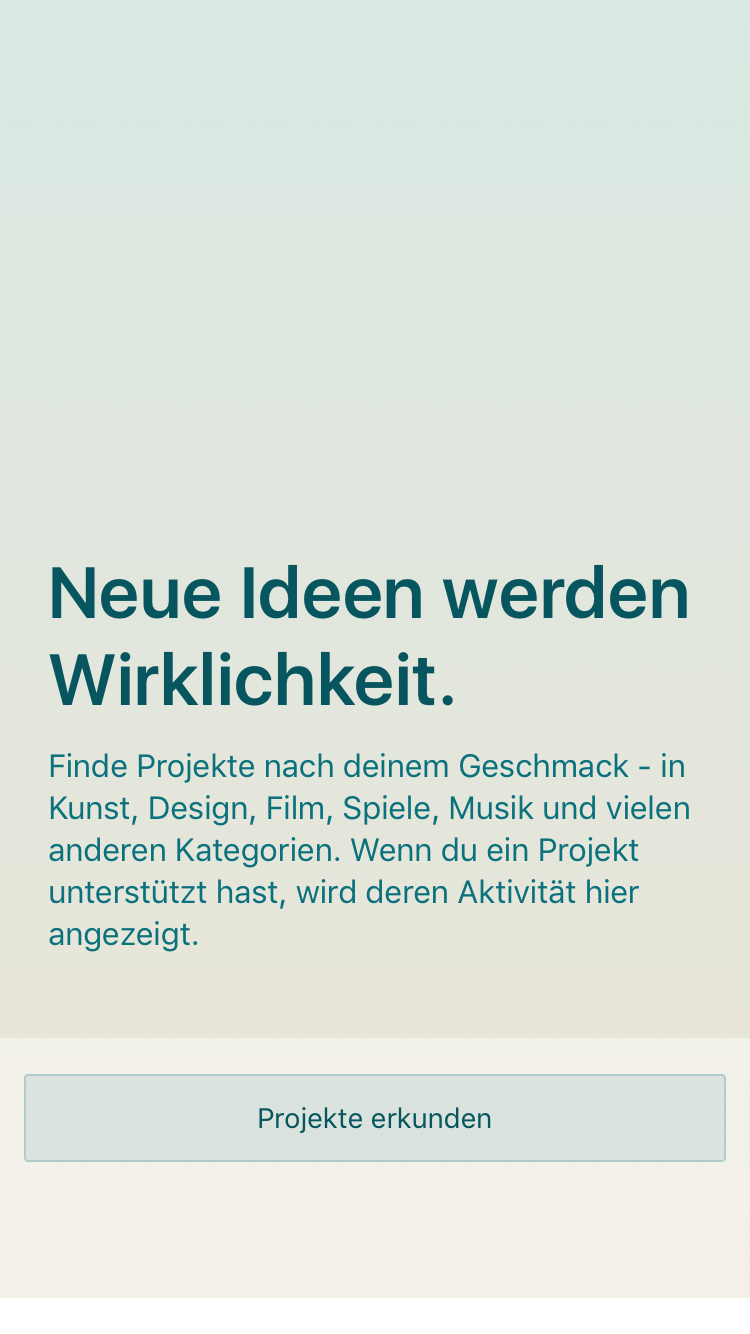 Neue Ideen werden
Wirklichkeit.
Finde Projekte nach deinem Geschmack - in
Kunst, Design, Film, Spiele, Musik und vielen
anderen Kategorien. Wenn du ein Projekt
unterstützt hast, wird deren Aktivität hier
angezeigt.
Projekte erkunden